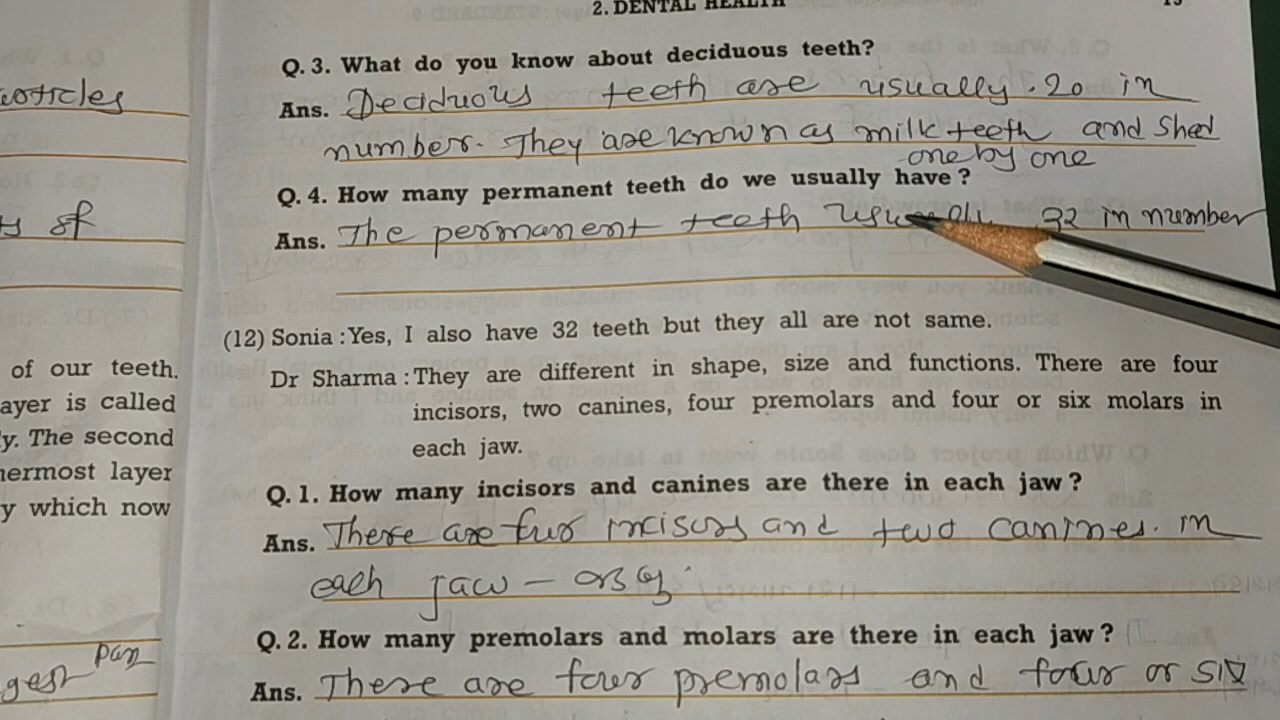 2. DENTAL HEALTH
articles
Q. 3. What do you know about deciduous teeth?
Ans. Deciduous teeth are usually. 20 in
number. They are known as milk teeth and shed
one by one
Q. 4. How many permanent teeth do we usually have?
of
Ans. The permanent teeth 32 in number
(12) Sonia : Yes, I also have 32 teeth but they all are not same.
of our teeth.
Dr Sharma : They are different in shape, size and functions. There are four
ayer is called
incisors, two canines, four premolars and four or six molars in
y. The second
each jaw.
nermost layer
y which now
Q. 1. How many incisors and canines are there in each jaw?
Ans. There are four incisors and two canines. in
each jaw
Q. 2. How many premolars and molars are there in each jaw?
Ans. There are four premolars and four or six